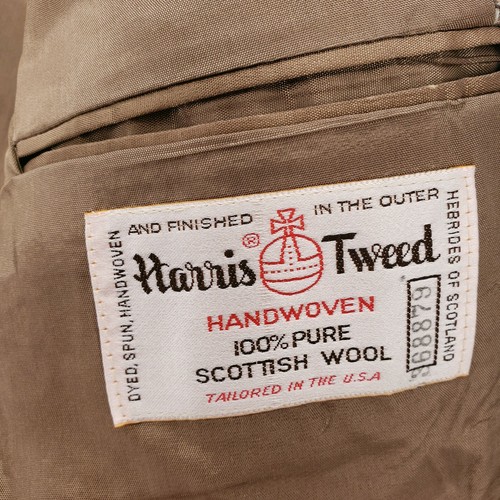 DYED, SPUN, HANDWOVEN
AND FINISHED
IN THE OUTER
HEBRIDES OF SCOTLAND
Harris® Tweed
HANDWOVEN
100% PURE
SCOTTISH WOOL
TAILORED IN THE U.S.A
368879